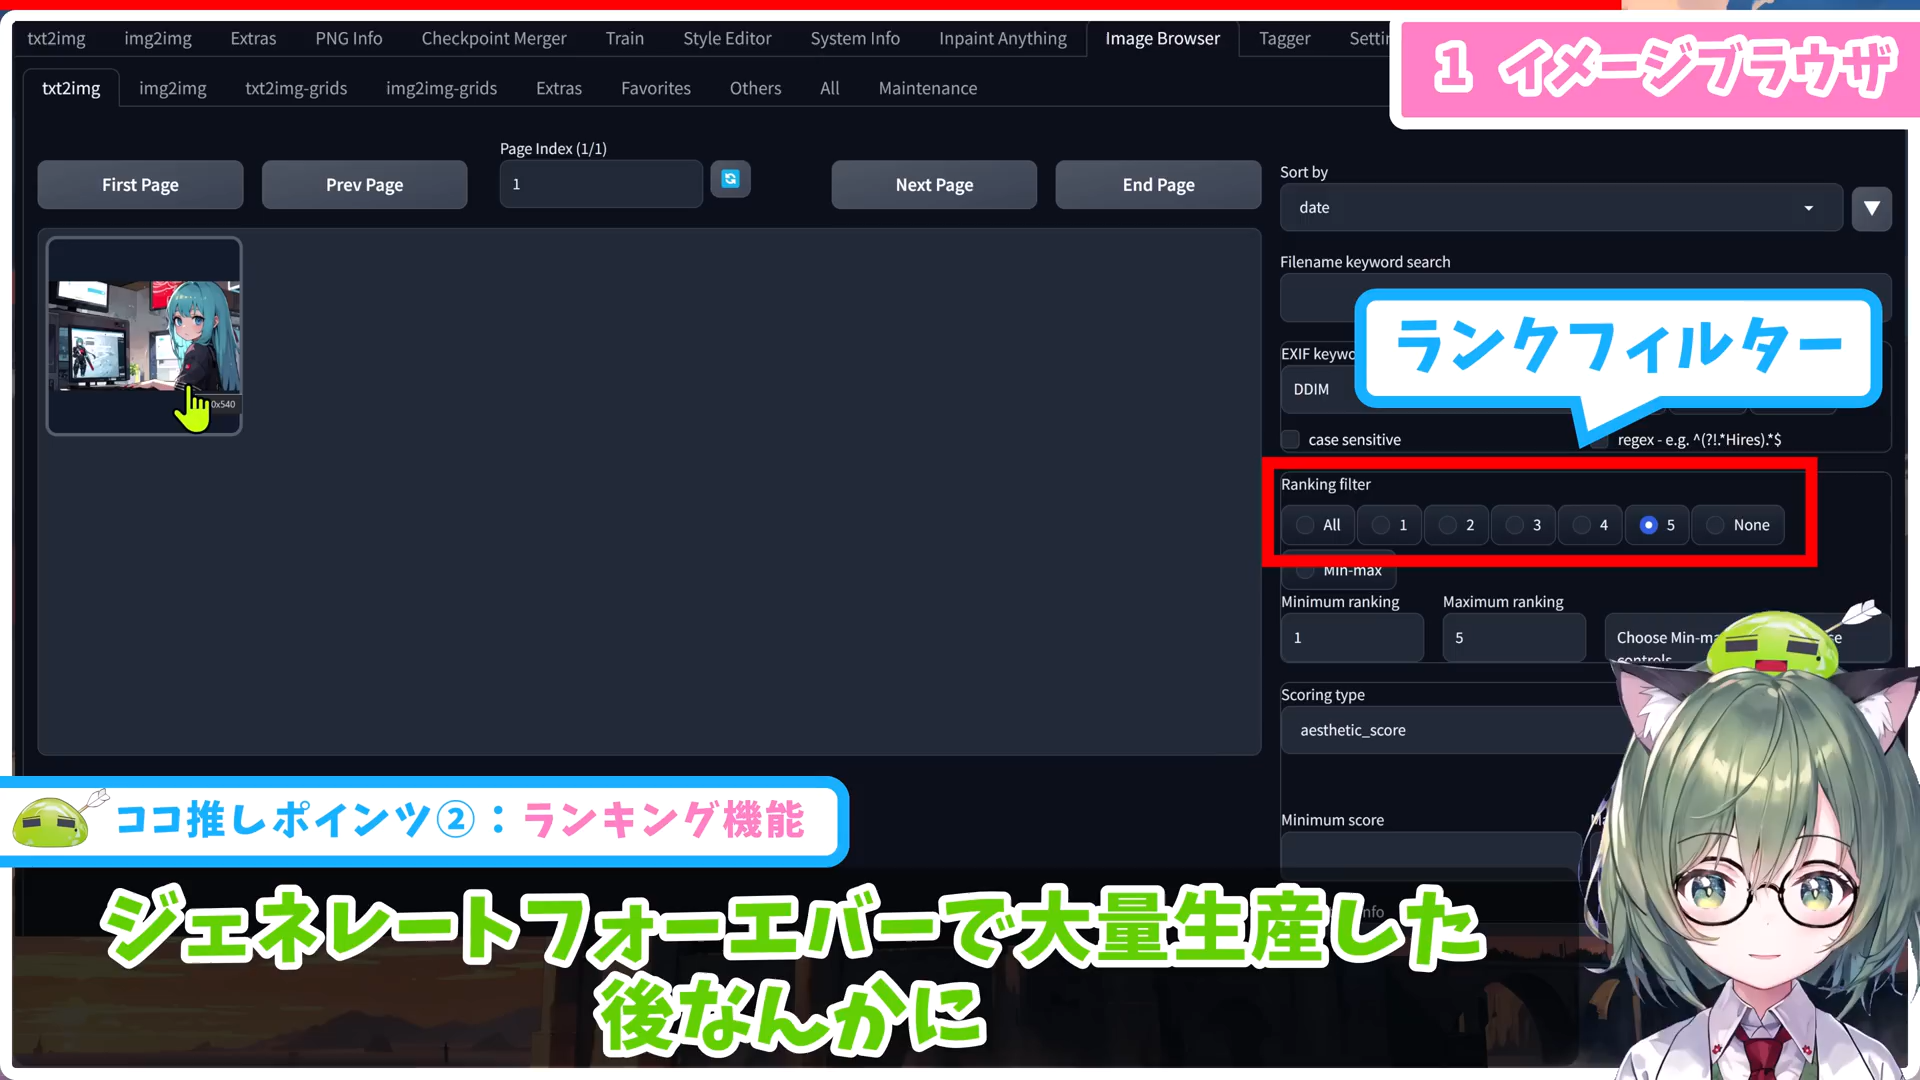 txt2img img2img Extras PNG Info Checkpoint Merger Train Style Editor System Info Inpaint Anything Image Browser Tagger
1 イメージブラウザ
txt2img img2img txt2img-grids img2img-grids Extras Favorites Others All Maintenance
Page Index (1/1)
First Page Prev Page 1 Next Page End Page
Sort by
date
Filename keyword search
ランクフィルター
EXIF
DDIM
case sensitive regex - e.g. ^(?!.*Hires).*$
Ranking filter
All 1 2 3 4 5 None
Min-max
Minimum ranking Maximum ranking
1 5 Choose
controls
Scoring type
aesthetic_score
Minimum score
ココ推しポインツ②：ランキング機能
ジェネレートフォーエバーで大量生産した
後なんかに